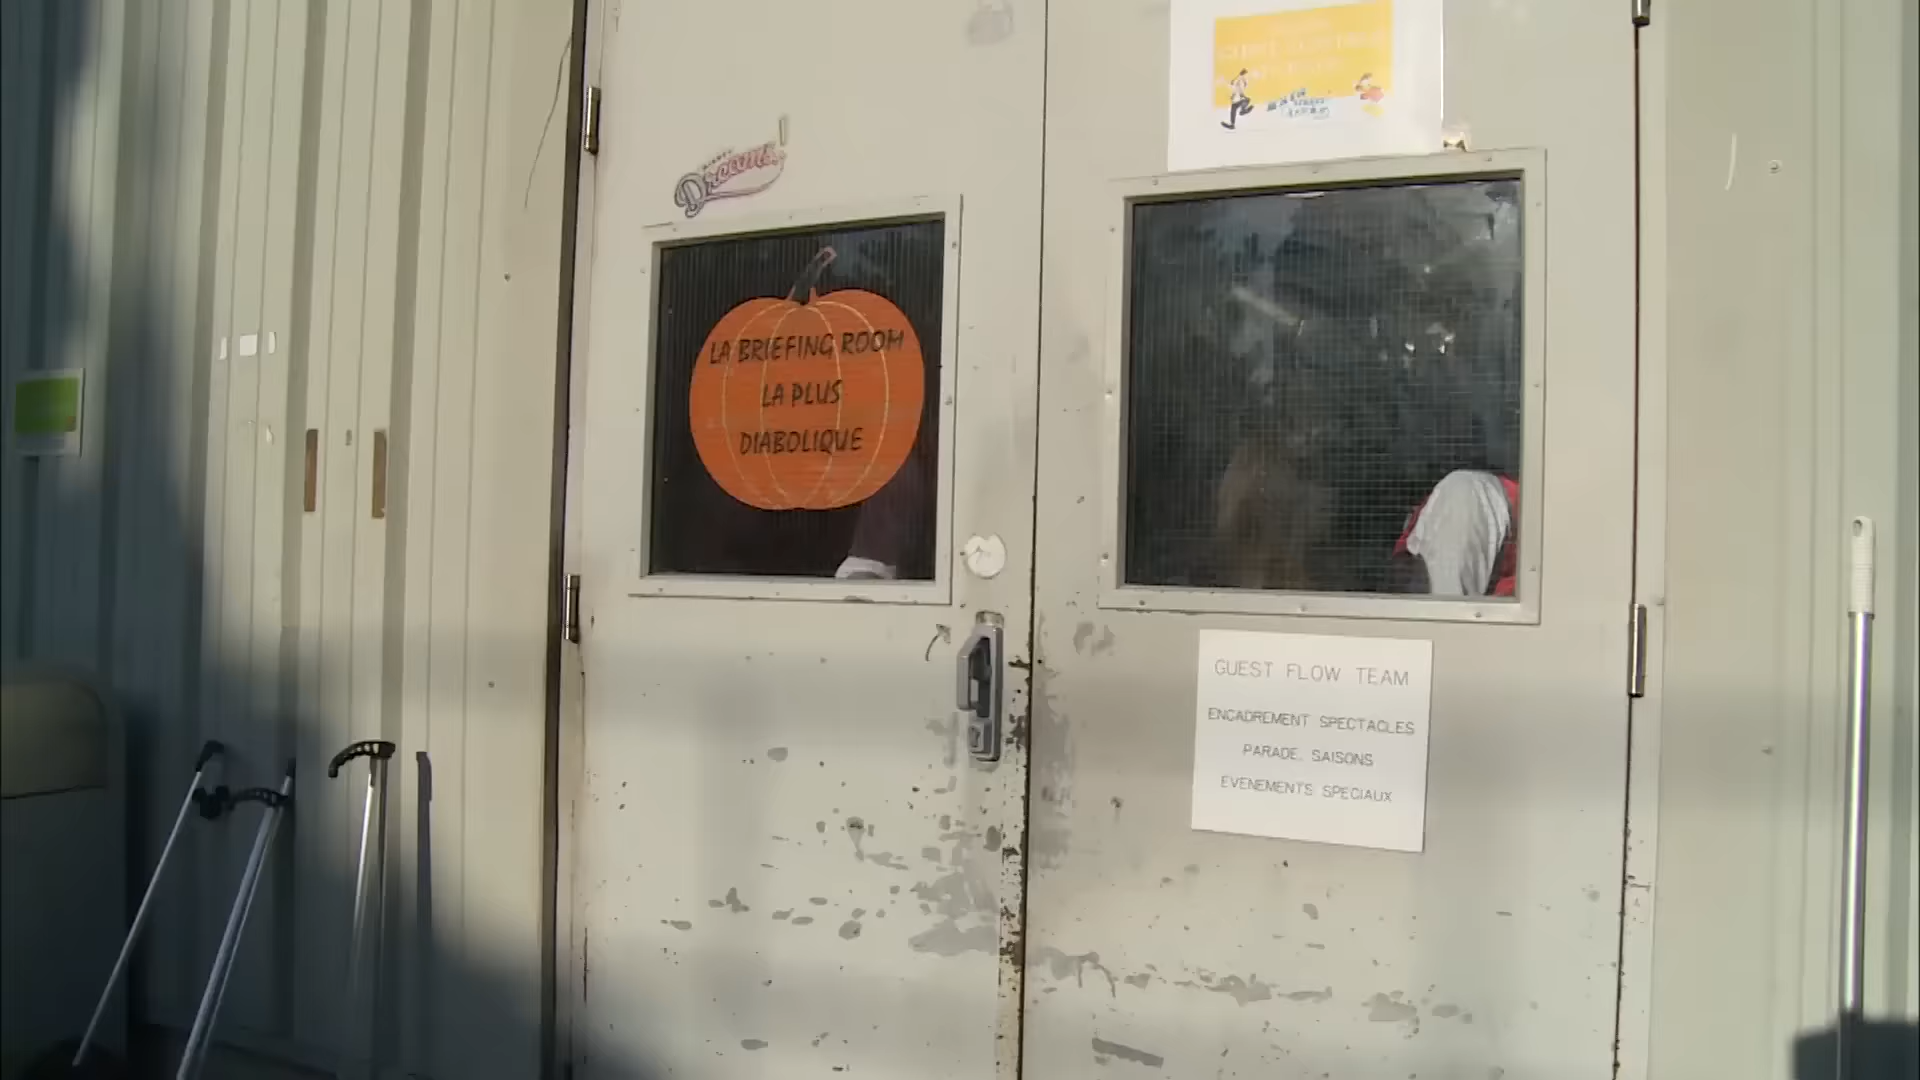 Dreams!
LA BRIEFING ROOM
LA PLUS
DIABOLIQUE
GUEST FLOW TEAM
ENCADREMENT SPECTACLES
PARADE, SAISONS
EVENEMENTS SPECIAUX